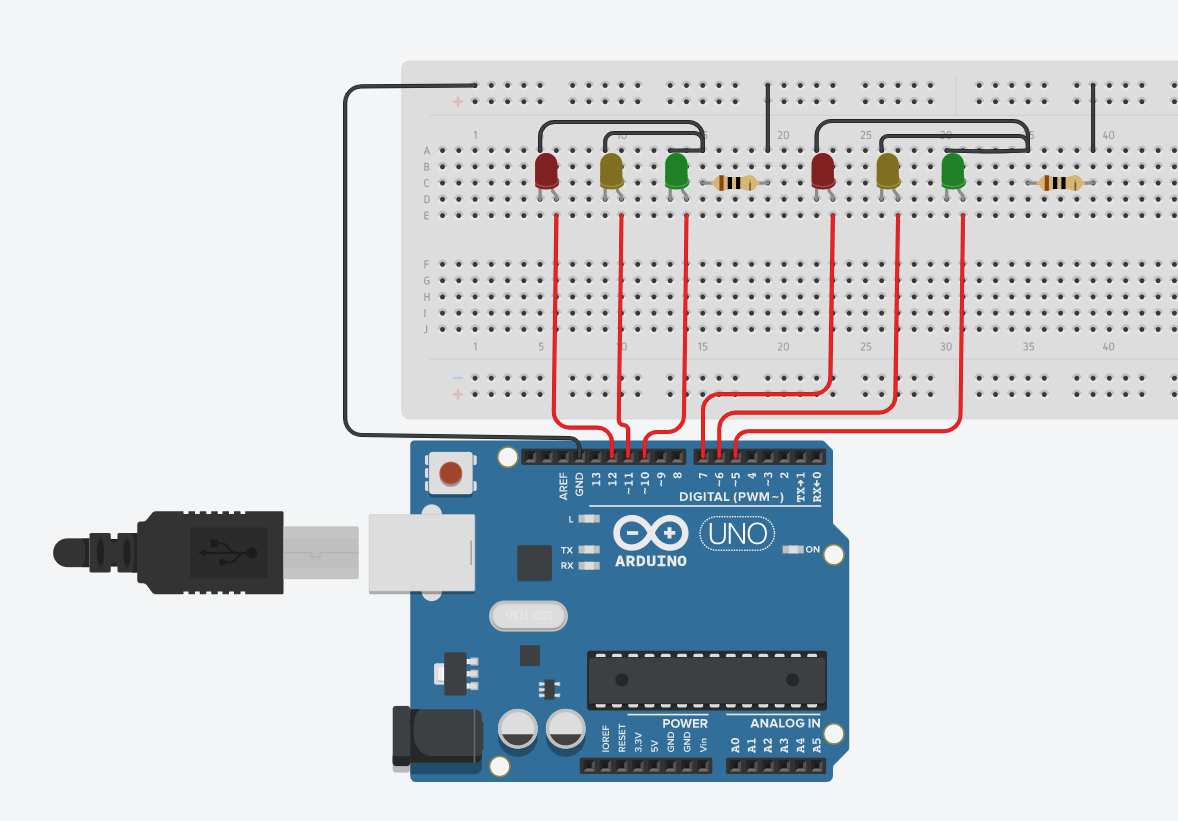 +
1 10 15 20 25 30 35 40
A
B
C
D
E
F
G
H
I
J
1 5 10 15 20 25 30 35 40
−
+
AREF GND 13 12 ~11 ~10 ~9 8 7 ~6 ~5 4 ~3 2 TX→1 RX←0
DIGITAL (PWM~)
L
TX
RX
UNO
ON
ARDUINO
POWER ANALOG IN
IOREF RESET 3.3V 5V GND GND Vin A0 A1 A2 A3 A4 A5